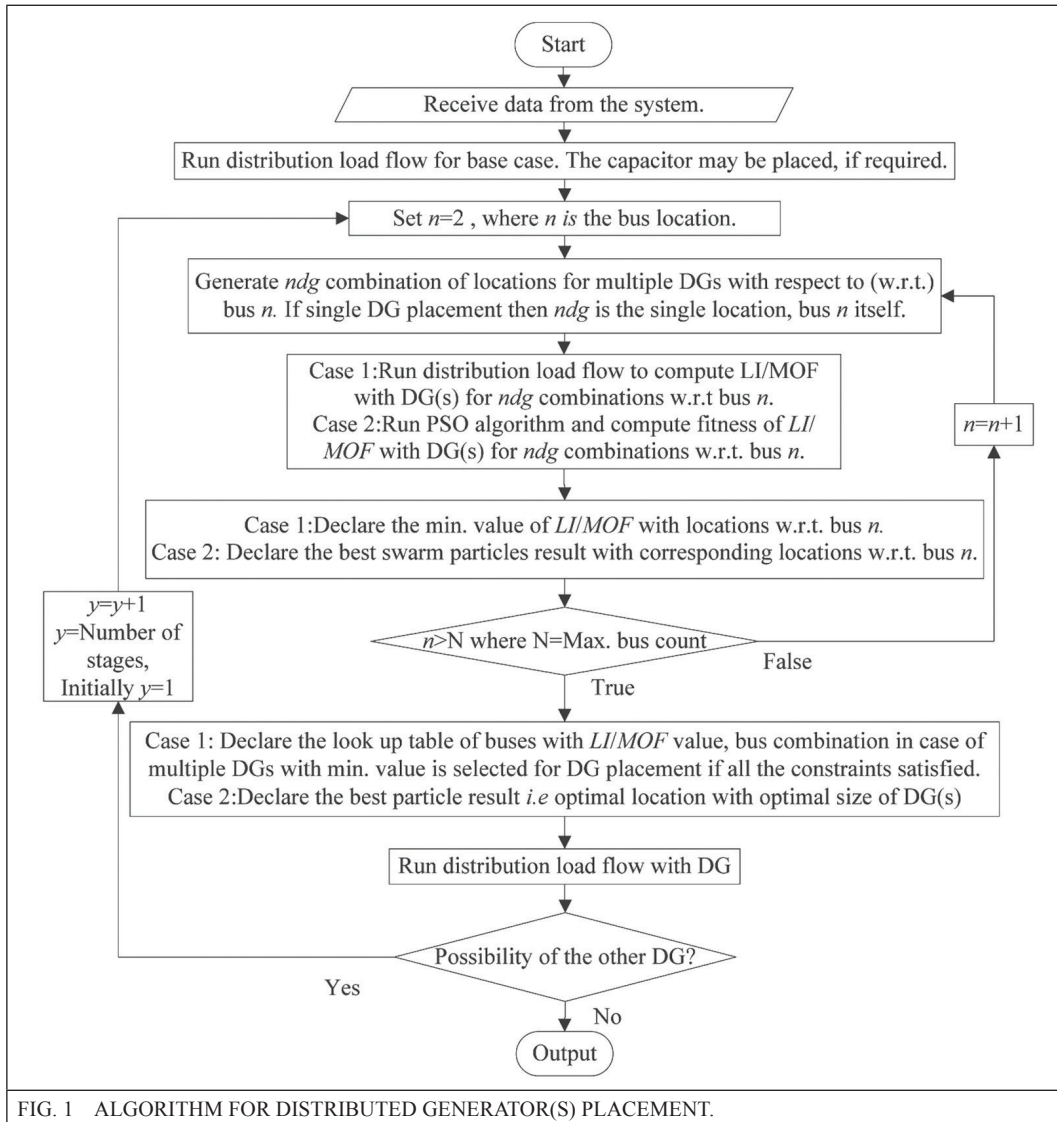 Start
Receive data from the system.
Run distribution load flow for base case. The capacitor may be placed, if required.
Set n=2 , where n is the bus location.
Generate ndg combination of locations for multiple DGs with respect to (w.r.t.)
bus n. If single DG placement then ndg is the single location, bus n itself.
Case 1:Run distribution load flow to compute LI/MOF
with DG(s) for ndg combinations w.r.t bus n.
Case 2:Run PSO algorithm and compute fitness of LI/
MOF with DG(s) for ndg combinations w.r.t. bus n.
n=n+1
Case 1:Declare the min. value of LI/MOF with locations w.r.t. bus n.
Case 2: Declare the best swarm particles result with corresponding locations w.r.t. bus n.
y=y+1
y=Number of
stages,
Initially y=1
n>N where N=Max. bus count
False
True
Case 1: Declare the look up table of buses with LI/MOF value, bus combination in case of
multiple DGs with min. value is selected for DG placement if all the constraints satisfied.
Case 2:Declare the best particle result i.e optimal location with optimal size of DG(s)
Run distribution load flow with DG
Possibility of the other DG?
Yes
No
Output
FIG. 1 ALGORITHM FOR DISTRIBUTED GENERATOR(S) PLACEMENT.